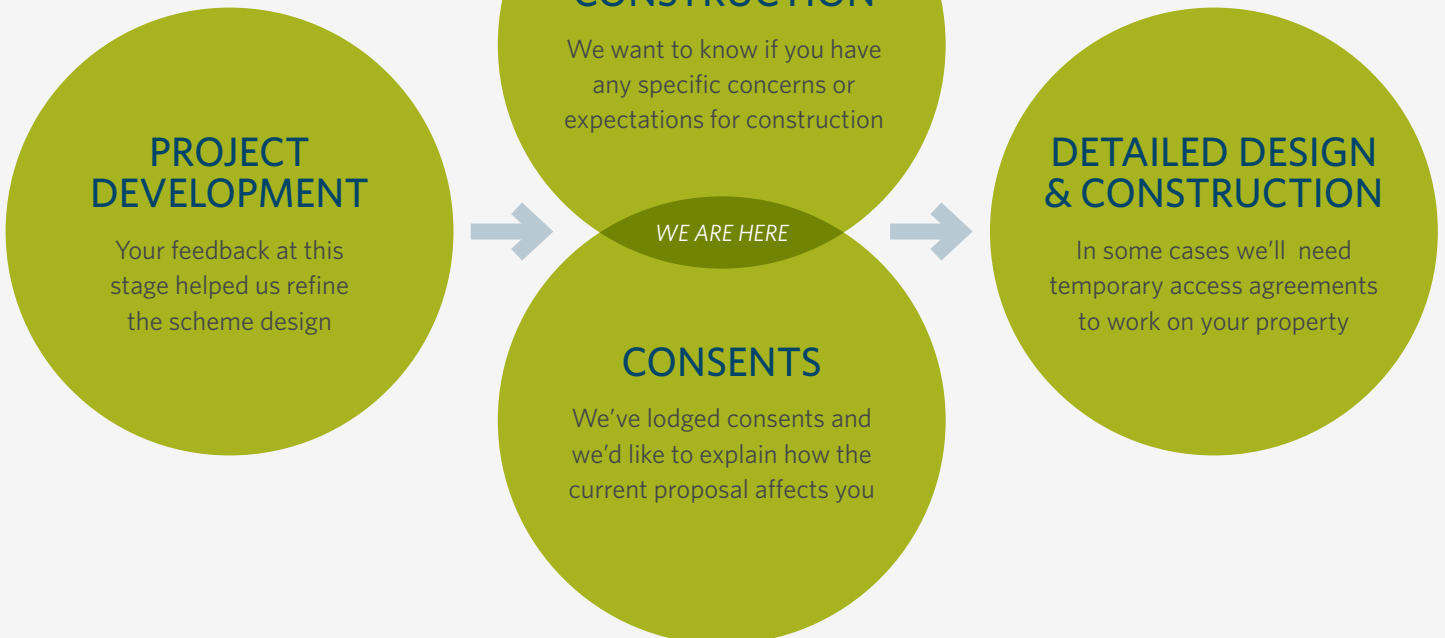 PROJECT
DEVELOPMENT
Your feedback at this
stage helped us refine
the scheme design
CONSTRUCTION
We want to know if you have
any specific concerns or
expectations for construction
WE ARE HERE
CONSENTS
We’ve lodged consents and
we’d like to explain how the
current proposal affects you
DETAILED DESIGN
& CONSTRUCTION
In some cases we’ll need
temporary access agreements
to work on your property